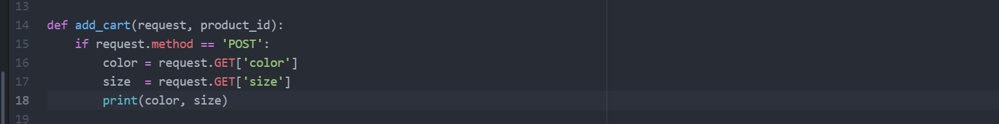 13
14 def add_cart(request, product_id):
15     if request.method == 'POST':
16         color = request.GET['color']
17         size  = request.GET['size']
18         print(color, size)
19